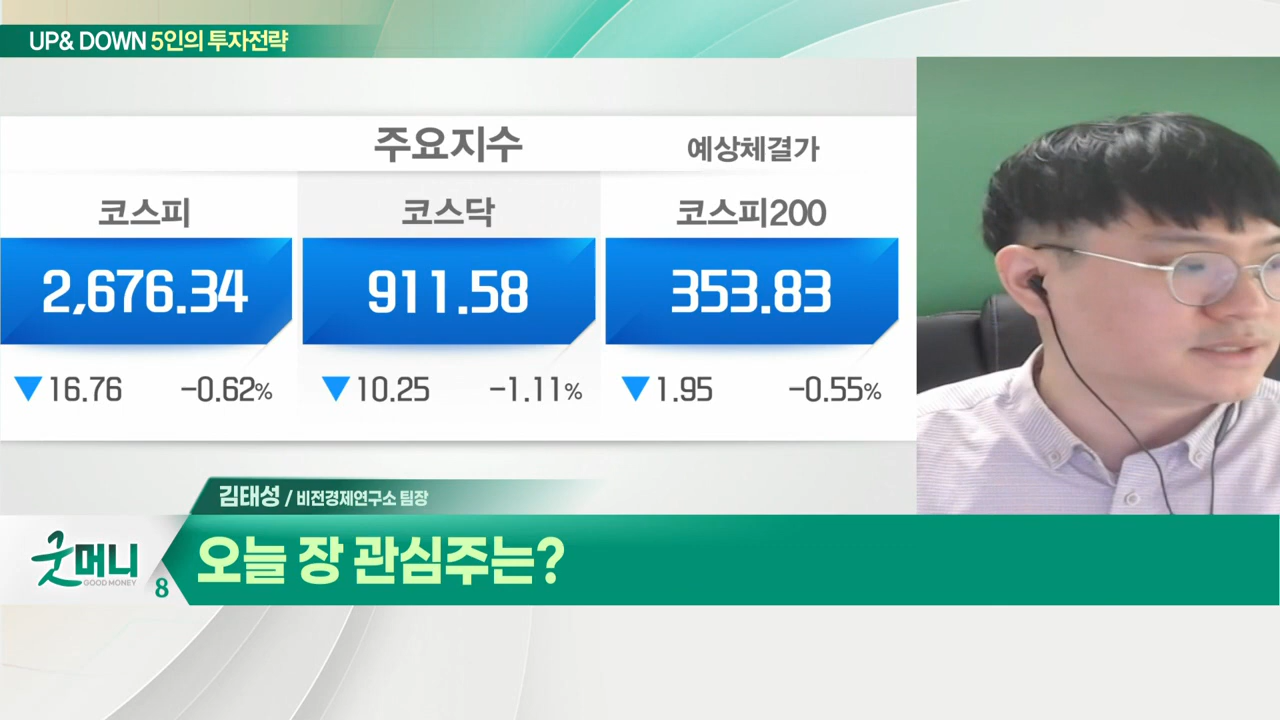 UP& DOWN 5인의 투자전략
주요지수
예상체결가
코스피
코스닥
코스피200
2,676.34
911.58
353.83
▼16.76 -0.62%
▼10.25 -1.11%
▼1.95 -0.55%
김태성 / 비전경제연구소 팀장
굿머니
GOOD MONEY
8
오늘 장 관심주는?